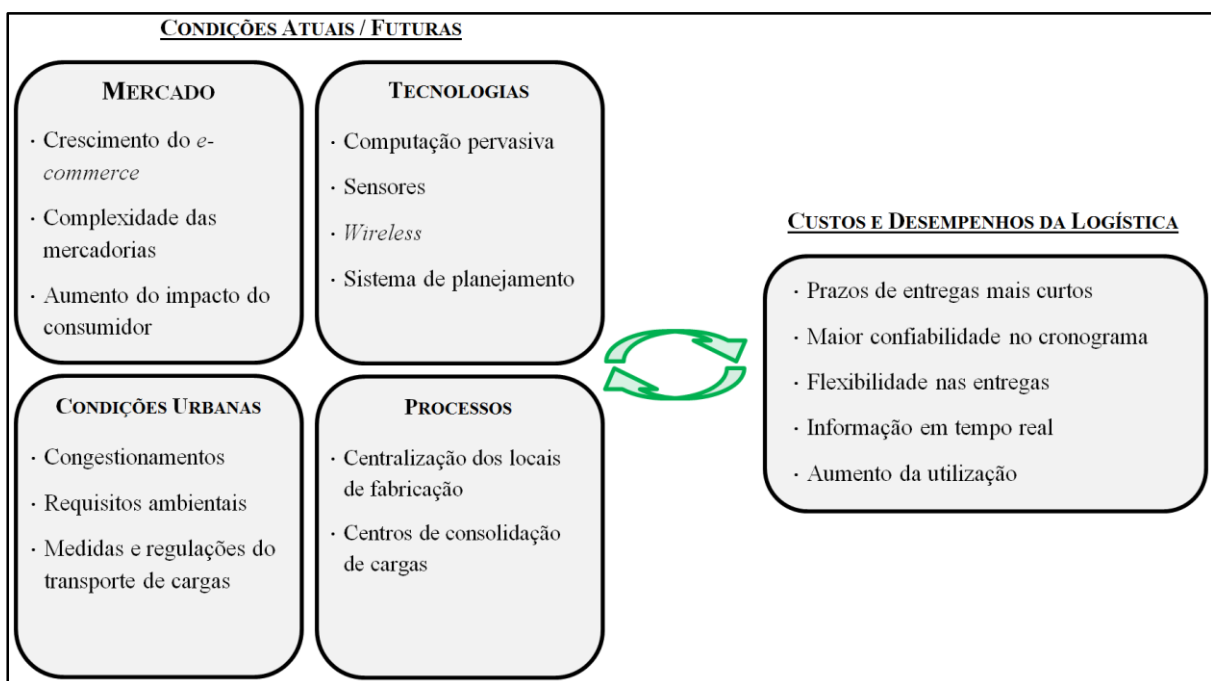 CONDIÇÕES ATUAIS / FUTURAS
MERCADO
· Crescimento do e-
commerce
· Complexidade das
mercadorias
· Aumento do impacto do
consumidor
TECNOLOGIAS
· Computação pervasiva
· Sensores
· Wireless
· Sistema de planejamento
CONDIÇÕES URBANAS
· Congestionamentos
· Requisitos ambientais
· Medidas e regulações do
transporte de cargas
PROCESSOS
· Centralização dos locais
de fabricação
· Centros de consolidação
de cargas
CUSTOS E DESEMPENHOS DA LOGÍSTICA
· Prazos de entregas mais curtos
· Maior confiabilidade no cronograma
· Flexibilidade nas entregas
· Informação em tempo real
· Aumento da utilização